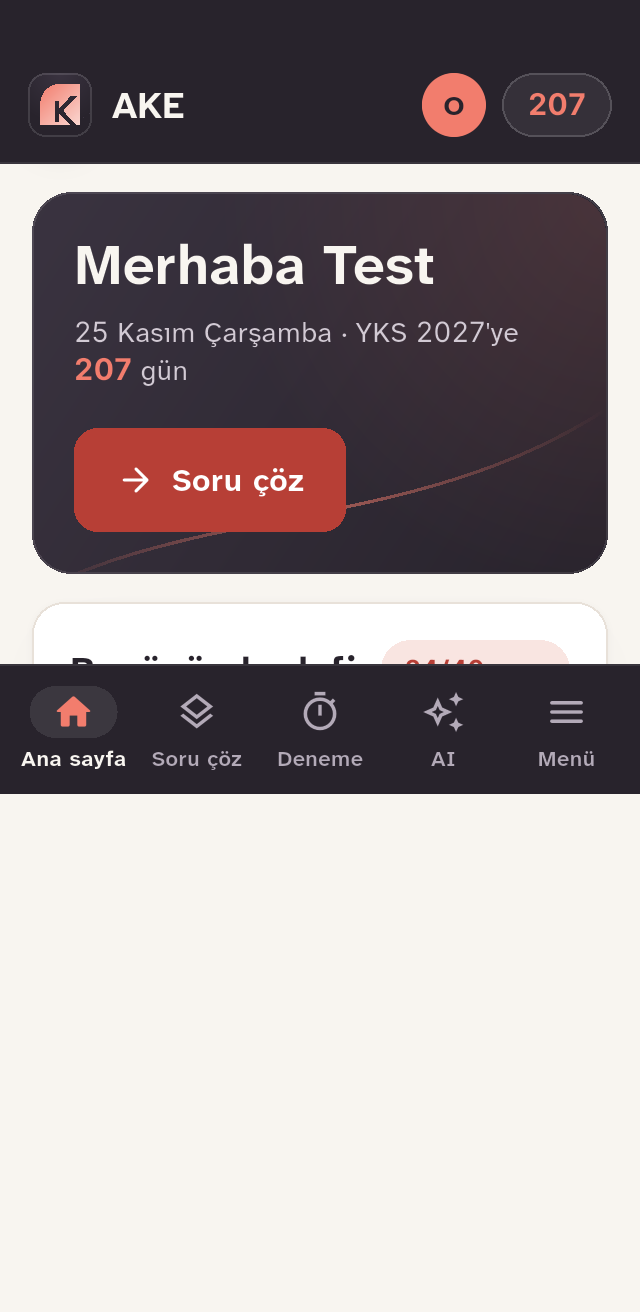 K
AKE
O
207
Merhaba Test
25 Kasım Çarşamba · YKS 2027'ye
207 gün
Soru çöz
Ana sayfa
Soru çöz
Deneme
AI
Menü